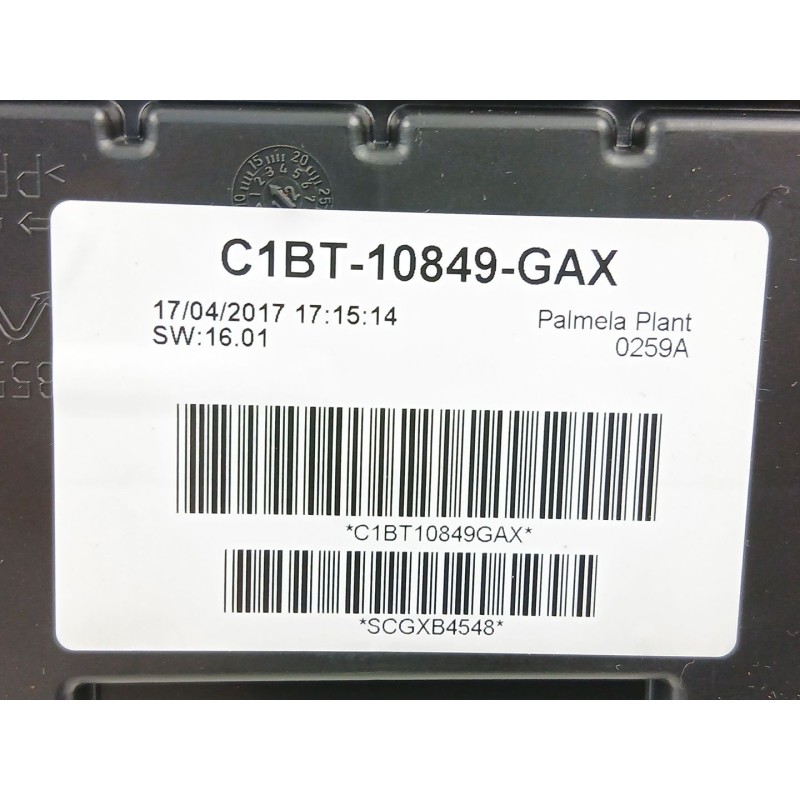 C1BT-10849-GAX
17/04/2017 17:15:14
Palmela Plant
SW:16.01
0259A
*C1BT10849GAX*
*SCGXB4548*